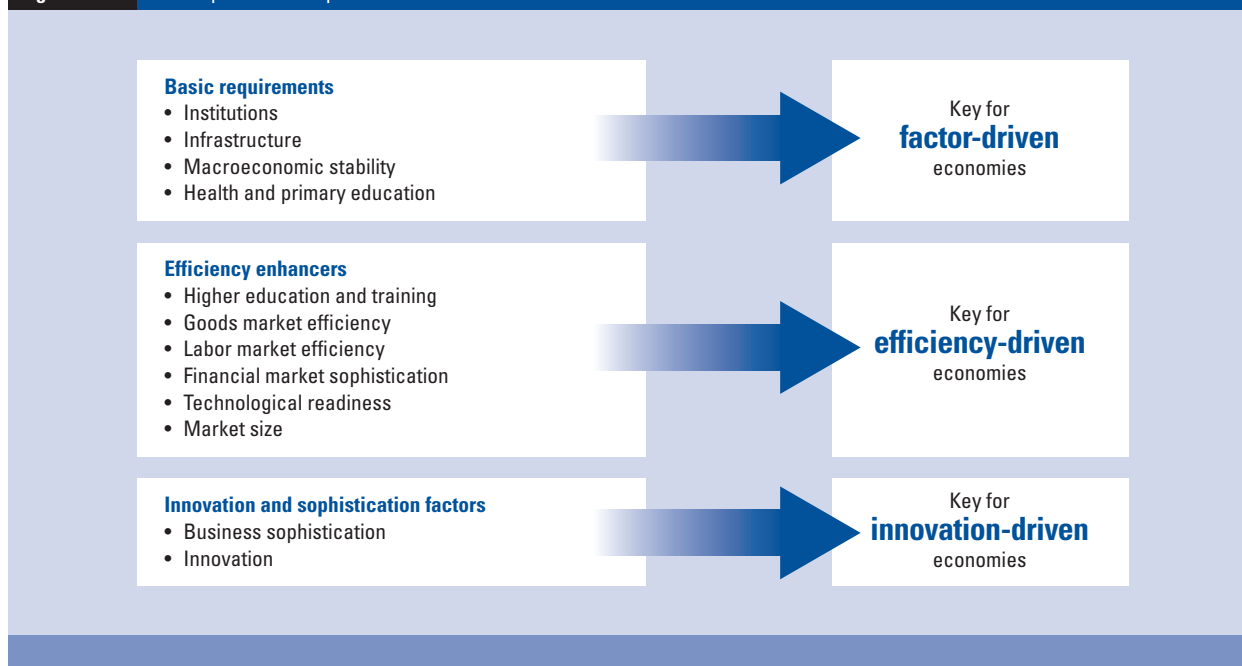 Basic requirements
• Institutions
• Infrastructure
• Macroeconomic stability
• Health and primary education
Key for
factor-driven
economies
Efficiency enhancers
• Higher education and training
• Goods market efficiency
• Labor market efficiency
• Financial market sophistication
• Technological readiness
• Market size
Key for
efficiency-driven
economies
Innovation and sophistication factors
• Business sophistication
• Innovation
Key for
innovation-driven
economies